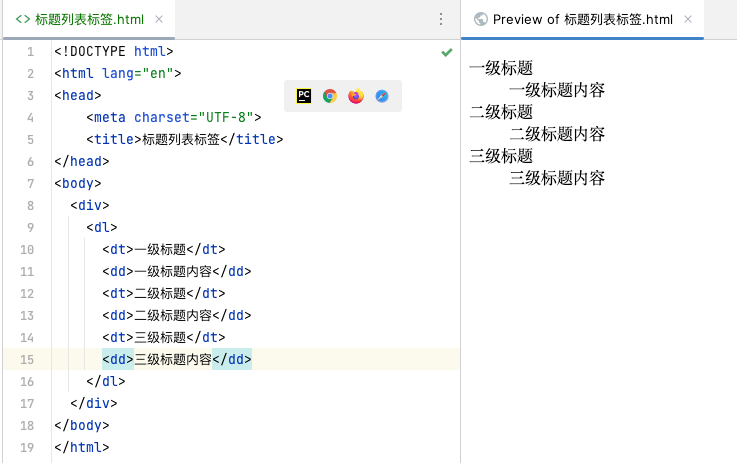 <> 标题列表标签.html ×
Preview of 标题列表标签.html ×
1 <!DOCTYPE html>
2 <html lang="en">
3 <head>
PC
4 <meta charset="UTF-8">
5 <title>标题列表标签</title>
6 </head>
7 <body>
8 <div>
9 <dl>
10 <dt>一级标题</dt>
11 <dd>一级标题内容</dd>
12 <dt>二级标题</dt>
13 <dd>二级标题内容</dd>
14 <dt>三级标题</dt>
15 <dd>三级标题内容</dd>
16 </dl>
17 </div>
18 </body>
19 </html>
一级标题
一级标题内容
二级标题
二级标题内容
三级标题
三级标题内容